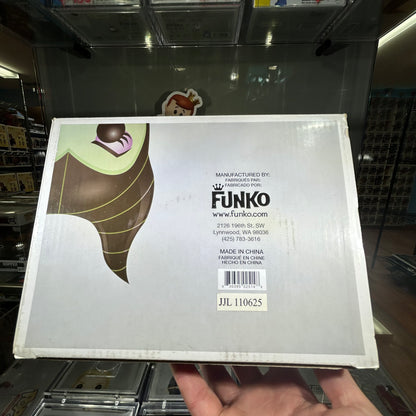 MANUFACTURED BY:
FABRIQUÉS PAR:
FABRICADO POR:
FUNKO
www.funko.com
2126 196th St. SW
Lynnwood, WA 98036
(425) 783-3616
MADE IN CHINA
FABRIQUÉ EN CHINE
HECHO EN CHINA
JJL 110625